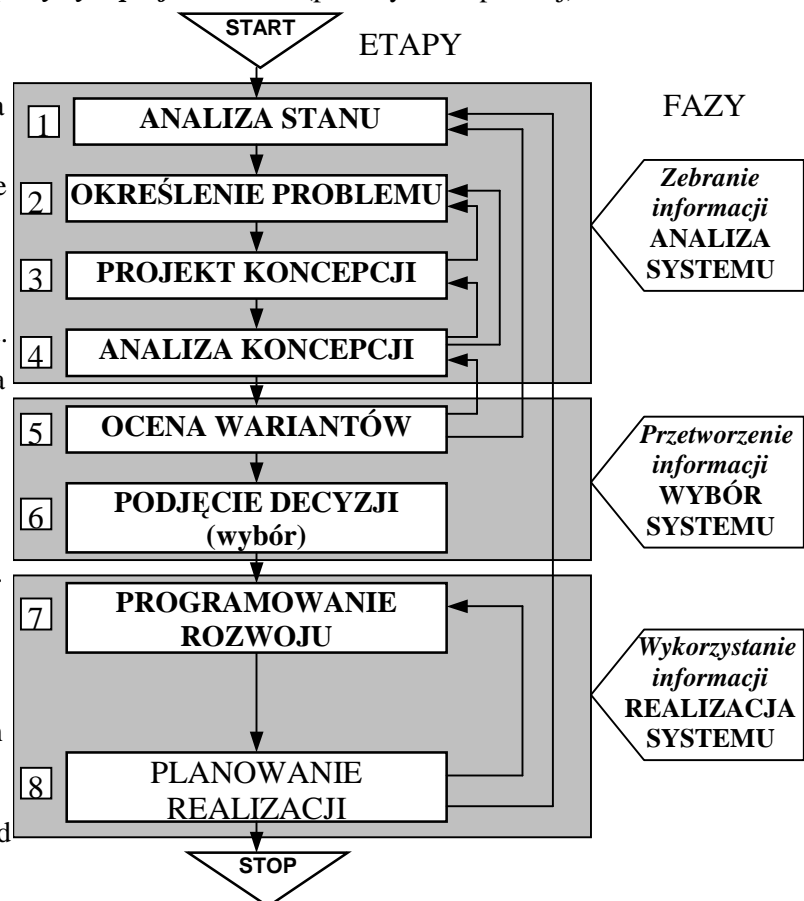 START
ETAPY
FAZY
1
ANALIZA STANU
2
OKREŚLENIE PROBLEMU
3
PROJEKT KONCEPCJI
4
ANALIZA KONCEPCJI
Zebranie
informacji
ANALIZA
SYSTEMU
5
OCENA WARIANTÓW
6
PODJĘCIE DECYZJI
(wybór)
Przetworzenie
informacji
WYBÓR
SYSTEMU
7
PROGRAMOWANIE
ROZWOJU
8
PLANOWANIE
REALIZACJI
Wykorzystanie
informacji
REALIZACJA
SYSTEMU
STOP